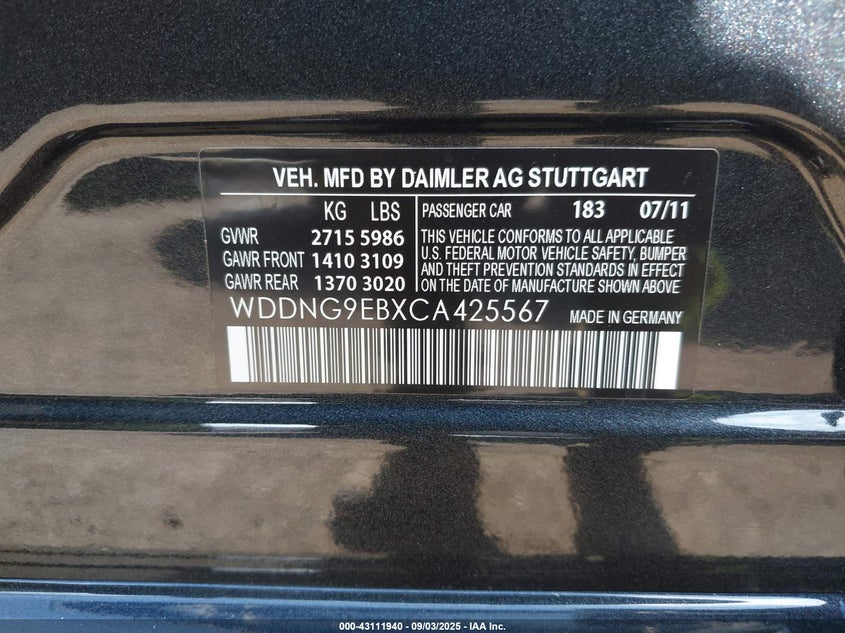 VEH. MFD BY DAIMLER AG STUTTGART
KG LBS
GVWR 2715 5986
GAWR FRONT 1410 3109
GAWR REAR 1370 3020
PASSENGER CAR 183 07/11
THIS VEHICLE CONFORMS TO ALL APPLICABLE
U.S. FEDERAL MOTOR VEHICLE SAFETY, BUMPER
AND THEFT PREVENTION STANDARDS IN EFFECT
ON THE DATE OF MANUFACTURE SHOWN ABOVE
WDDNG9EBXCA425567 MADE IN GERMANY
000-43111940 - 09/03/2025 - IAA Inc.